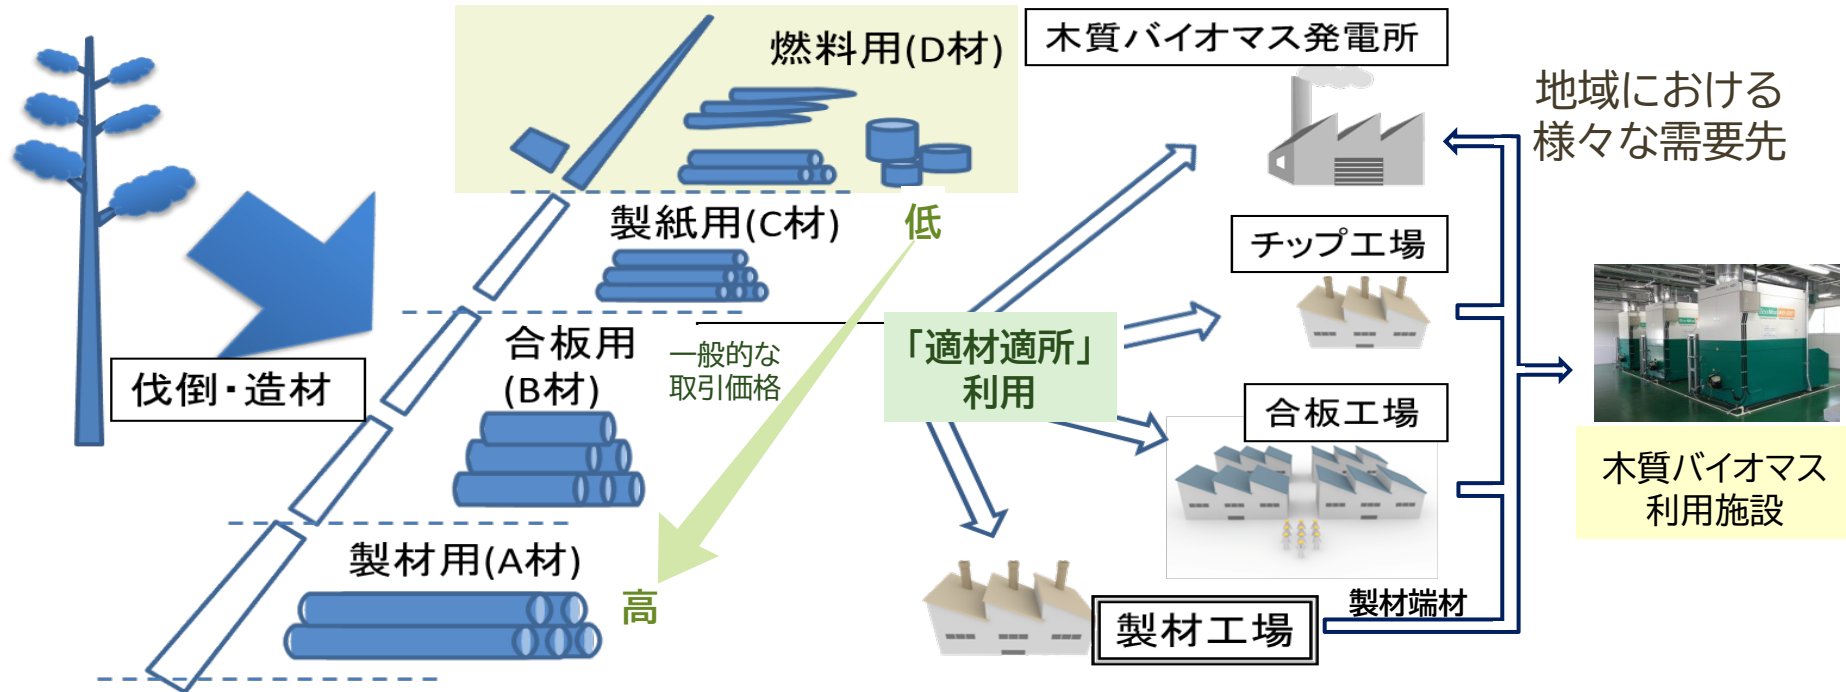 燃料用(D材)
木質バイオマス発電所
地域における
様々な需要先
製紙用(C材)
低
チップ工場
合板用
(B材)
一般的な
取引価格
「適材適所」
利用
伐倒・造材
合板工場
木質バイオマス
利用施設
製材用(A材)
高
製材端材
製材工場